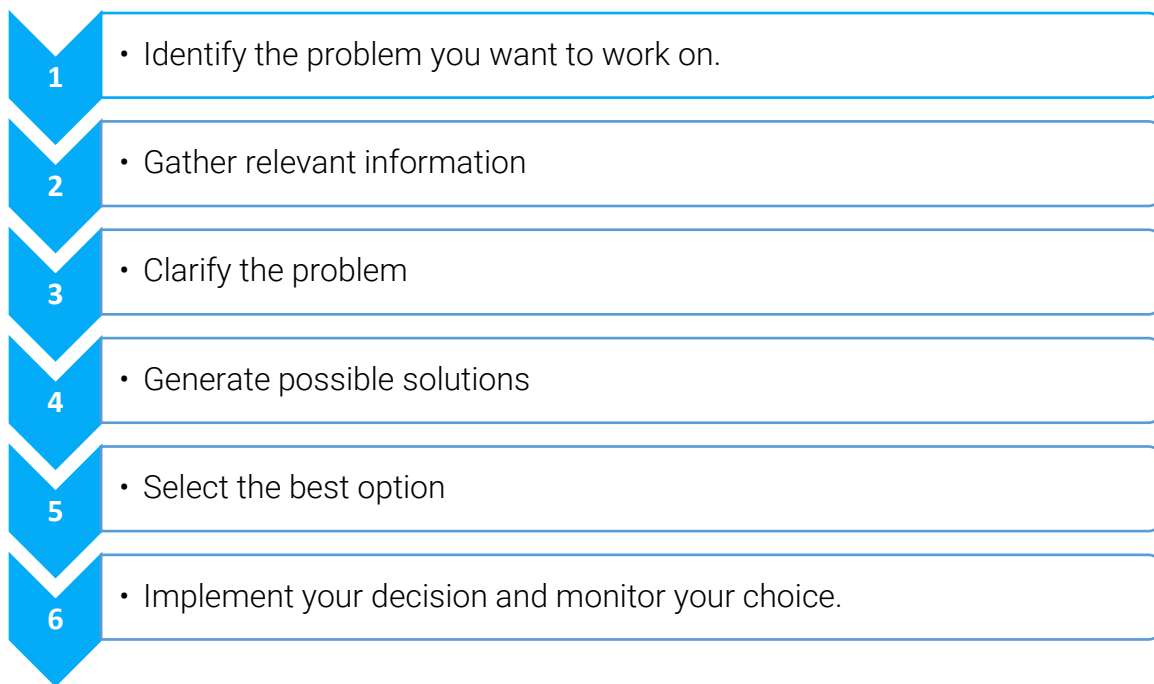 1
• Identify the problem you want to work on.
2
• Gather relevant information
3
• Clarify the problem
4
• Generate possible solutions
5
• Select the best option
6
• Implement your decision and monitor your choice.